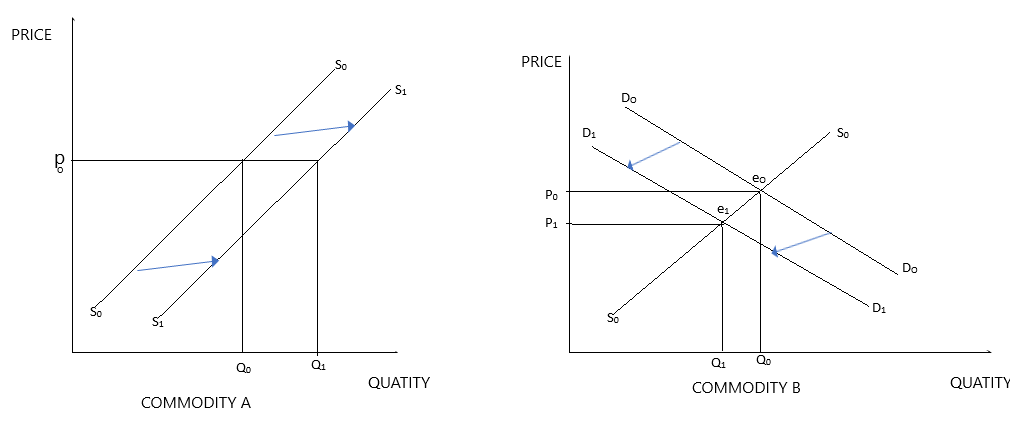 PRICE
S₀
S₁
p₀
S₀
S₁
Q₀
Q₁
QUATITY
COMMODITY A
PRICE
D₀
D₁
S₀
e₀
P₀
e₁
P₁
D₀
D₁
S₀
Q₁
Q₀
COMMODITY B
QUATITY